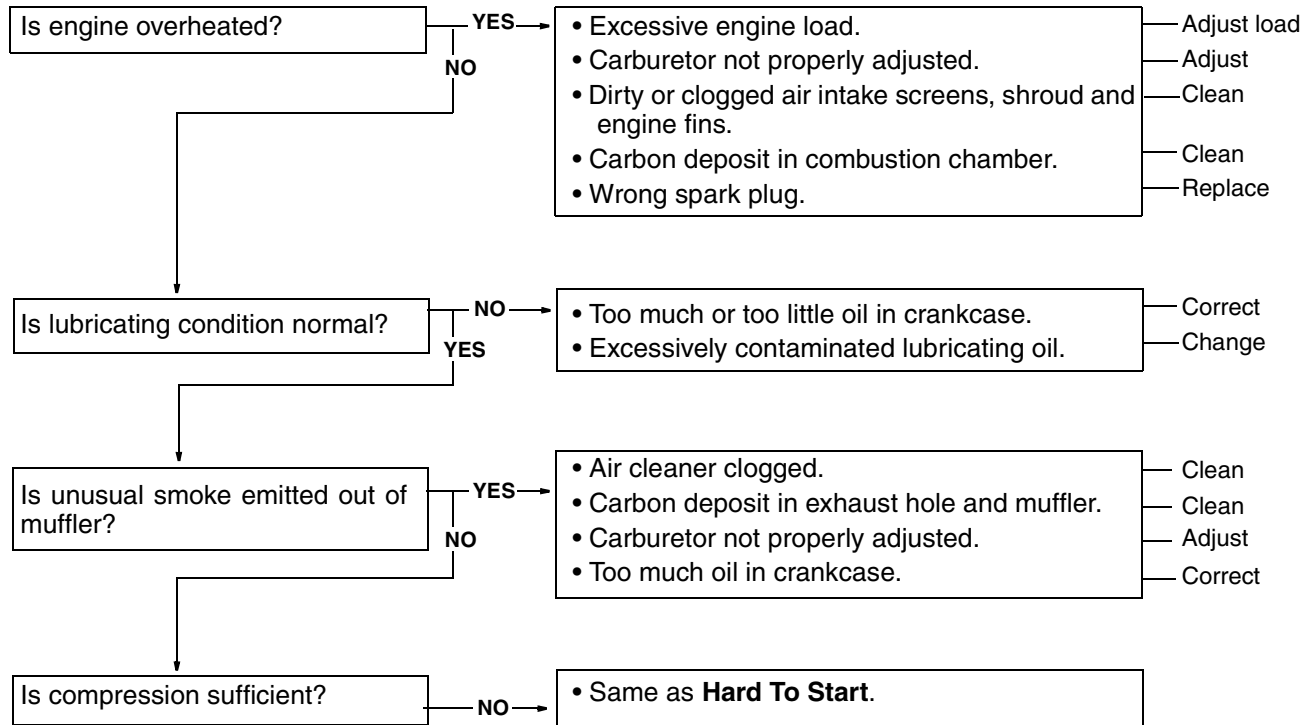 Is engine overheated?
YES
NO
• Excessive engine load.
Adjust load
• Carburetor not properly adjusted.
Adjust
• Dirty or clogged air intake screens, shroud and
engine fins.
Clean
• Carbon deposit in combustion chamber.
Clean
• Wrong spark plug.
Replace
Is lubricating condition normal?
NO
YES
• Too much or too little oil in crankcase.
Correct
• Excessively contaminated lubricating oil.
Change
Is unusual smoke emitted out of
muffler?
YES
NO
• Air cleaner clogged.
Clean
• Carbon deposit in exhaust hole and muffler.
Clean
• Carburetor not properly adjusted.
Adjust
• Too much oil in crankcase.
Correct
Is compression sufficient?
NO
• Same as Hard To Start.